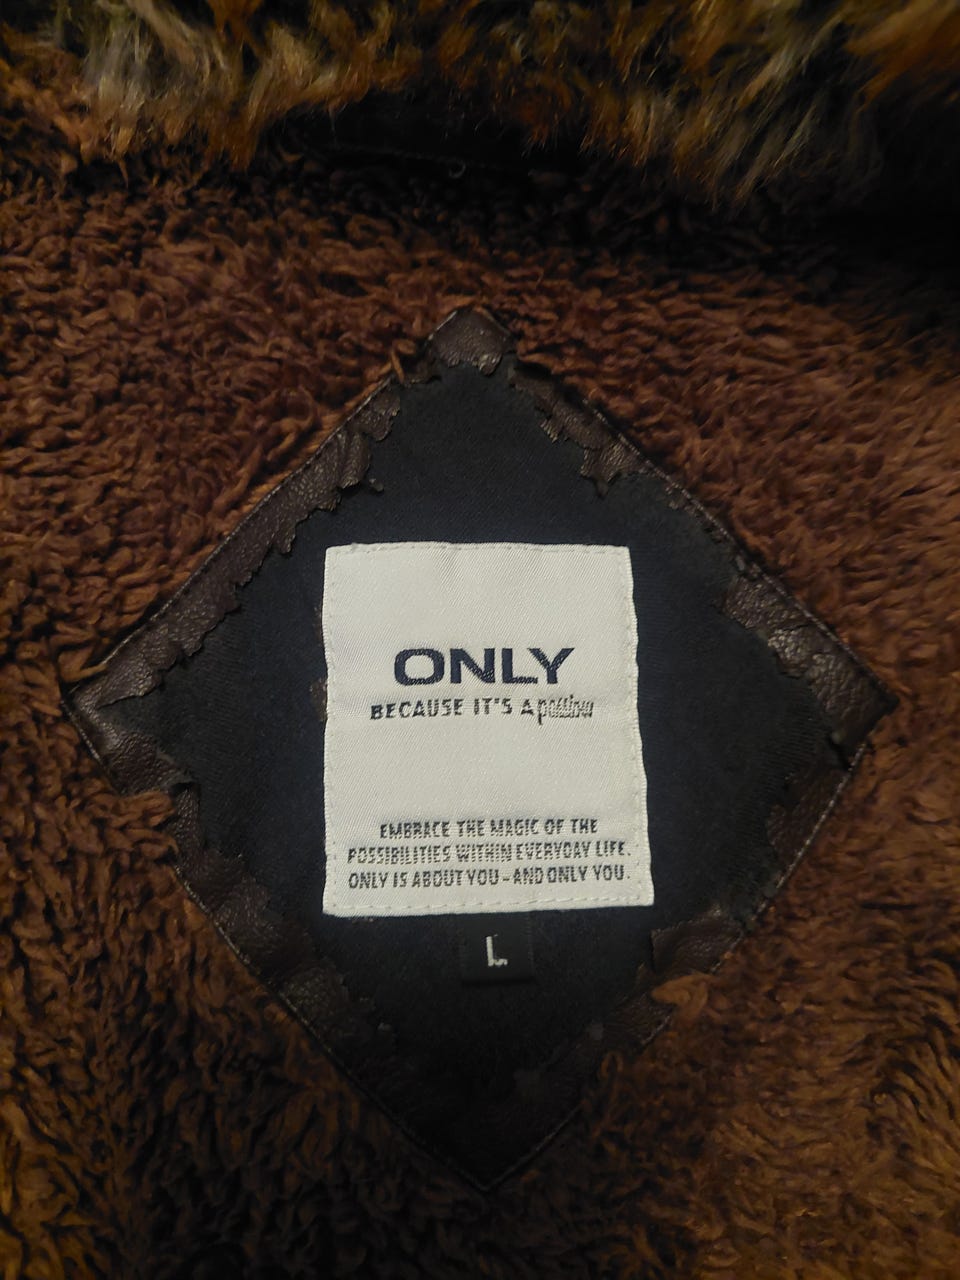 ONLY
BECAUSE IT'S A
EMBRACE THE MAGIC OF THE
POSSIBILITIES WITHIN EVERYDAY LIFE.
ONLY IS ABOUT YOU – AND ONLY YOU.
L